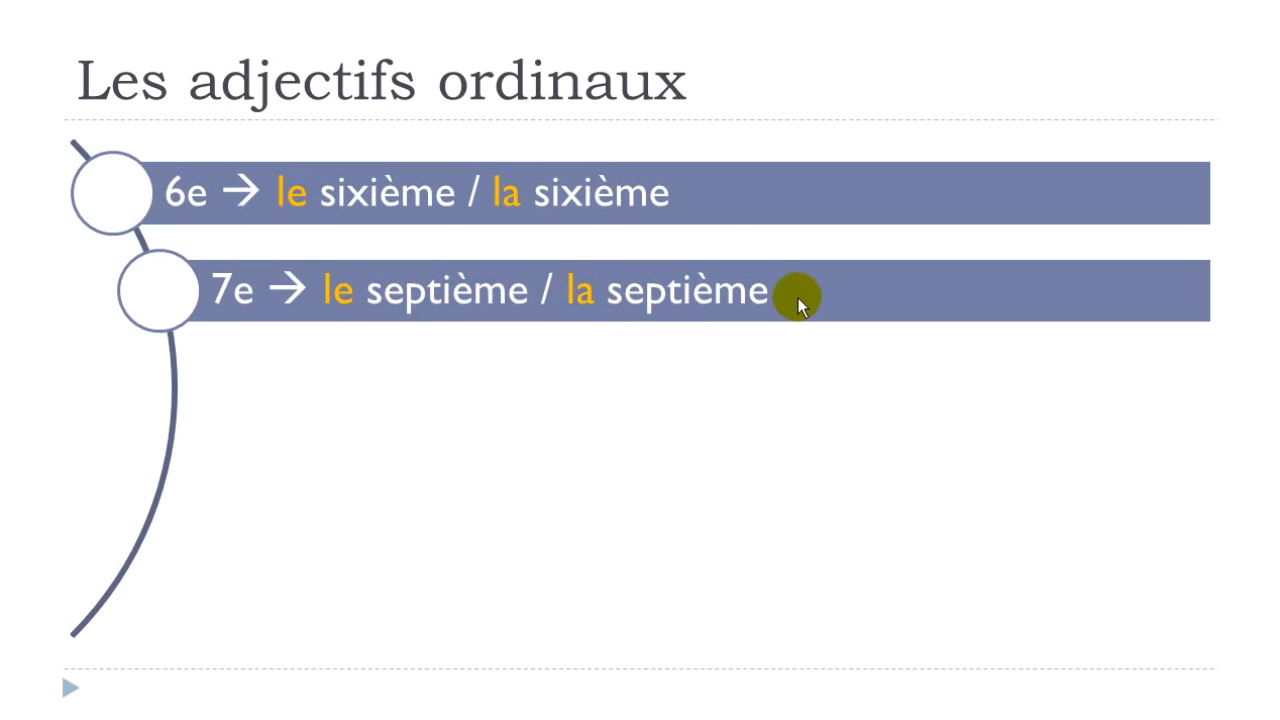 Les adjectifs ordinaux
6e → le sixième / la sixième
7e → le septième / la septième